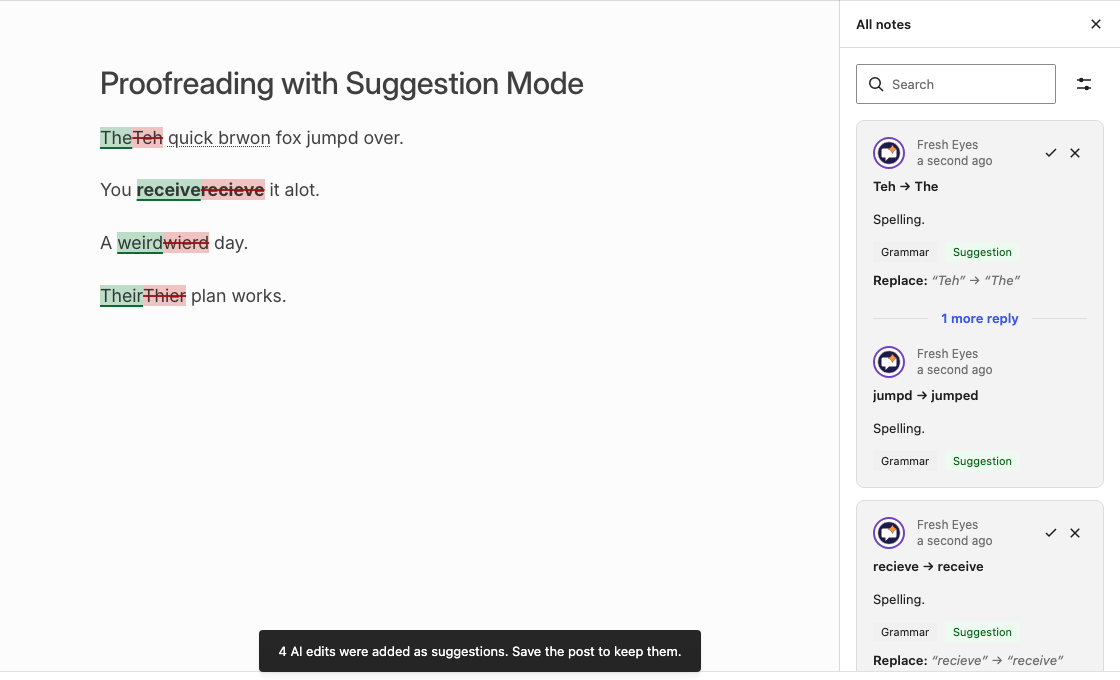 All notes
Search
Proofreading with Suggestion Mode
TheTeh quick brwon fox jumpd over.
You receiverecieve it alot.
A weirdwierd day.
TheirThier plan works.
Fresh Eyes
a second ago
Teh → The
Spelling.
Grammar Suggestion
Replace: “Teh” → “The”
1 more reply
Fresh Eyes
a second ago
jumpd → jumped
Spelling.
Grammar Suggestion
Fresh Eyes
a second ago
recieve → receive
Spelling.
Grammar Suggestion
Replace: “recieve” → “receive”
4 AI edits were added as suggestions. Save the post to keep them.